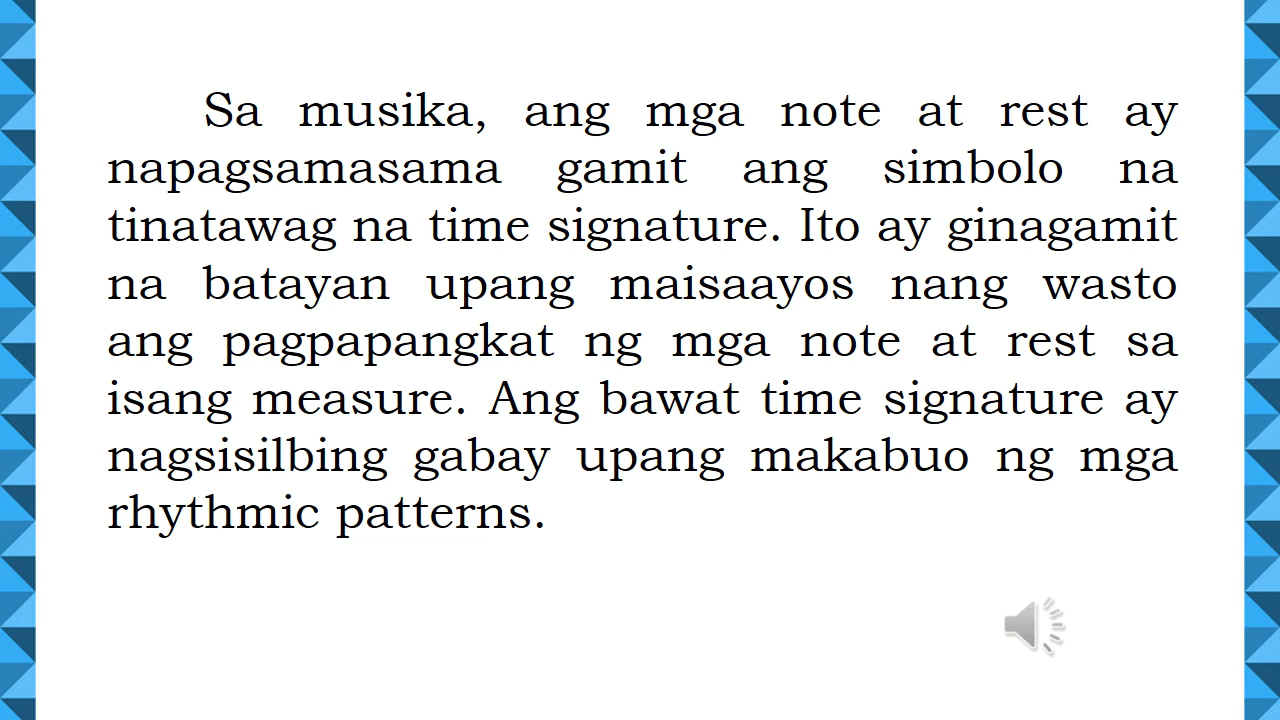 Sa musika, ang mga note at rest ay
napagsamasama gamit ang simbolo na
tinatawag na time signature. Ito ay ginagamit
na batayan upang maisaayos nang wasto
ang pagpapangkat ng mga note at rest sa
isang measure. Ang bawat time signature ay
nagsisilbing gabay upang makabuo ng mga
rhythmic patterns.